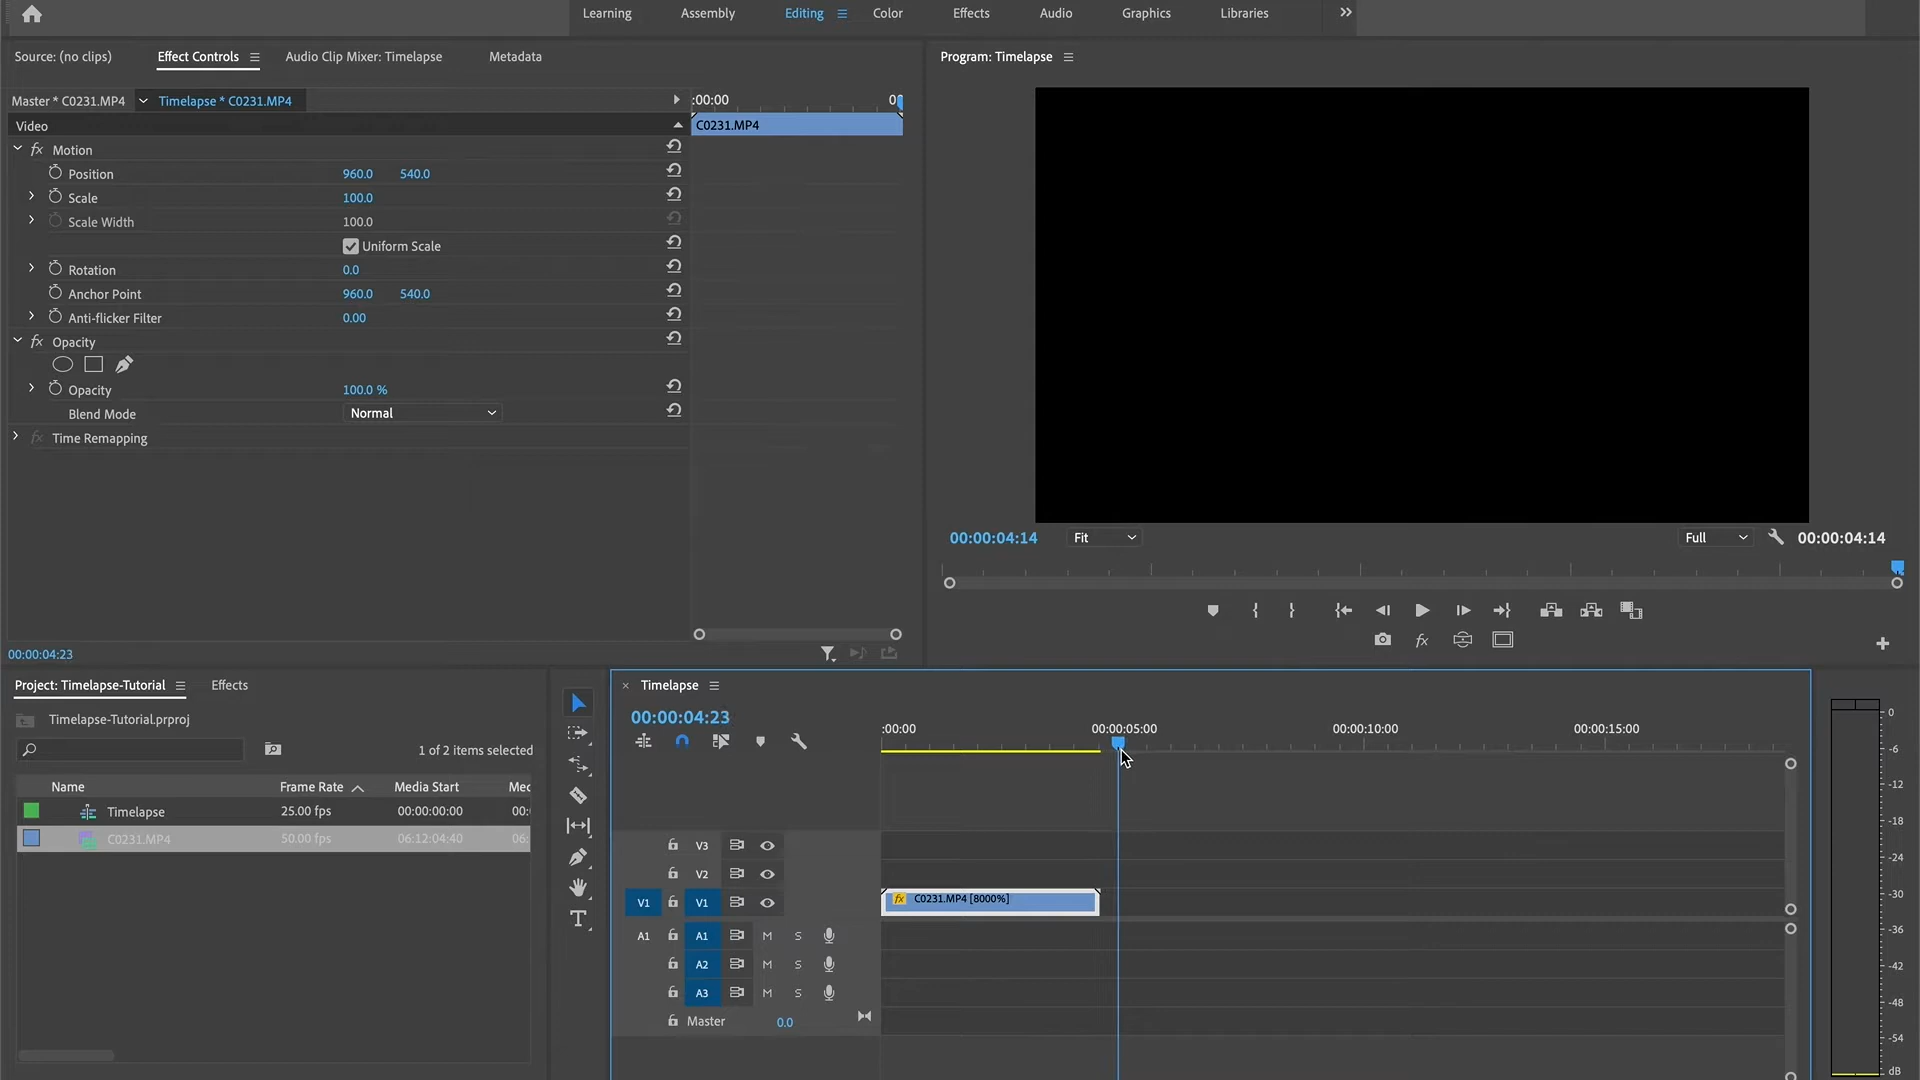 Learning Assembly Editing Color Effects Audio Graphics Libraries
Source: (no clips) Effect Controls Audio Clip Mixer: Timelapse Metadata
Master * C0231.MP4 Timelapse * C0231.MP4
:00:00
C0231.MP4
Video
fx Motion
Position 960.0 540.0
Scale 100.0
Scale Width 100.0
Uniform Scale
Rotation 0.0
Anchor Point 960.0 540.0
Anti-flicker Filter 0.00
fx Opacity
Opacity 100.0 %
Blend Mode Normal
fx Time Remapping
00:00:04:23
Program: Timelapse
00:00:04:14 Fit Full 00:00:04:14
fx
Project: Timelapse-Tutorial Effects
Timelapse-Tutorial.prproj
1 of 2 items selected
Name Frame Rate Media Start
Timelapse 25.00 fps 00:00:00:00 00:
C0231.MP4 50.00 fps 06:12:04:40 06:
T
× Timelapse
00:00:04:23
:00:00 00:00:05:00 00:00:10:00 00:00:15:00
V3
V2
V1 V1
fx C0231.MP4 [8000%]
A1 A1 M S
A2 M S
A3 M S
Master 0.0
0
-6
-12
-18
-24
-30
-36
-42
-48
-54
dB